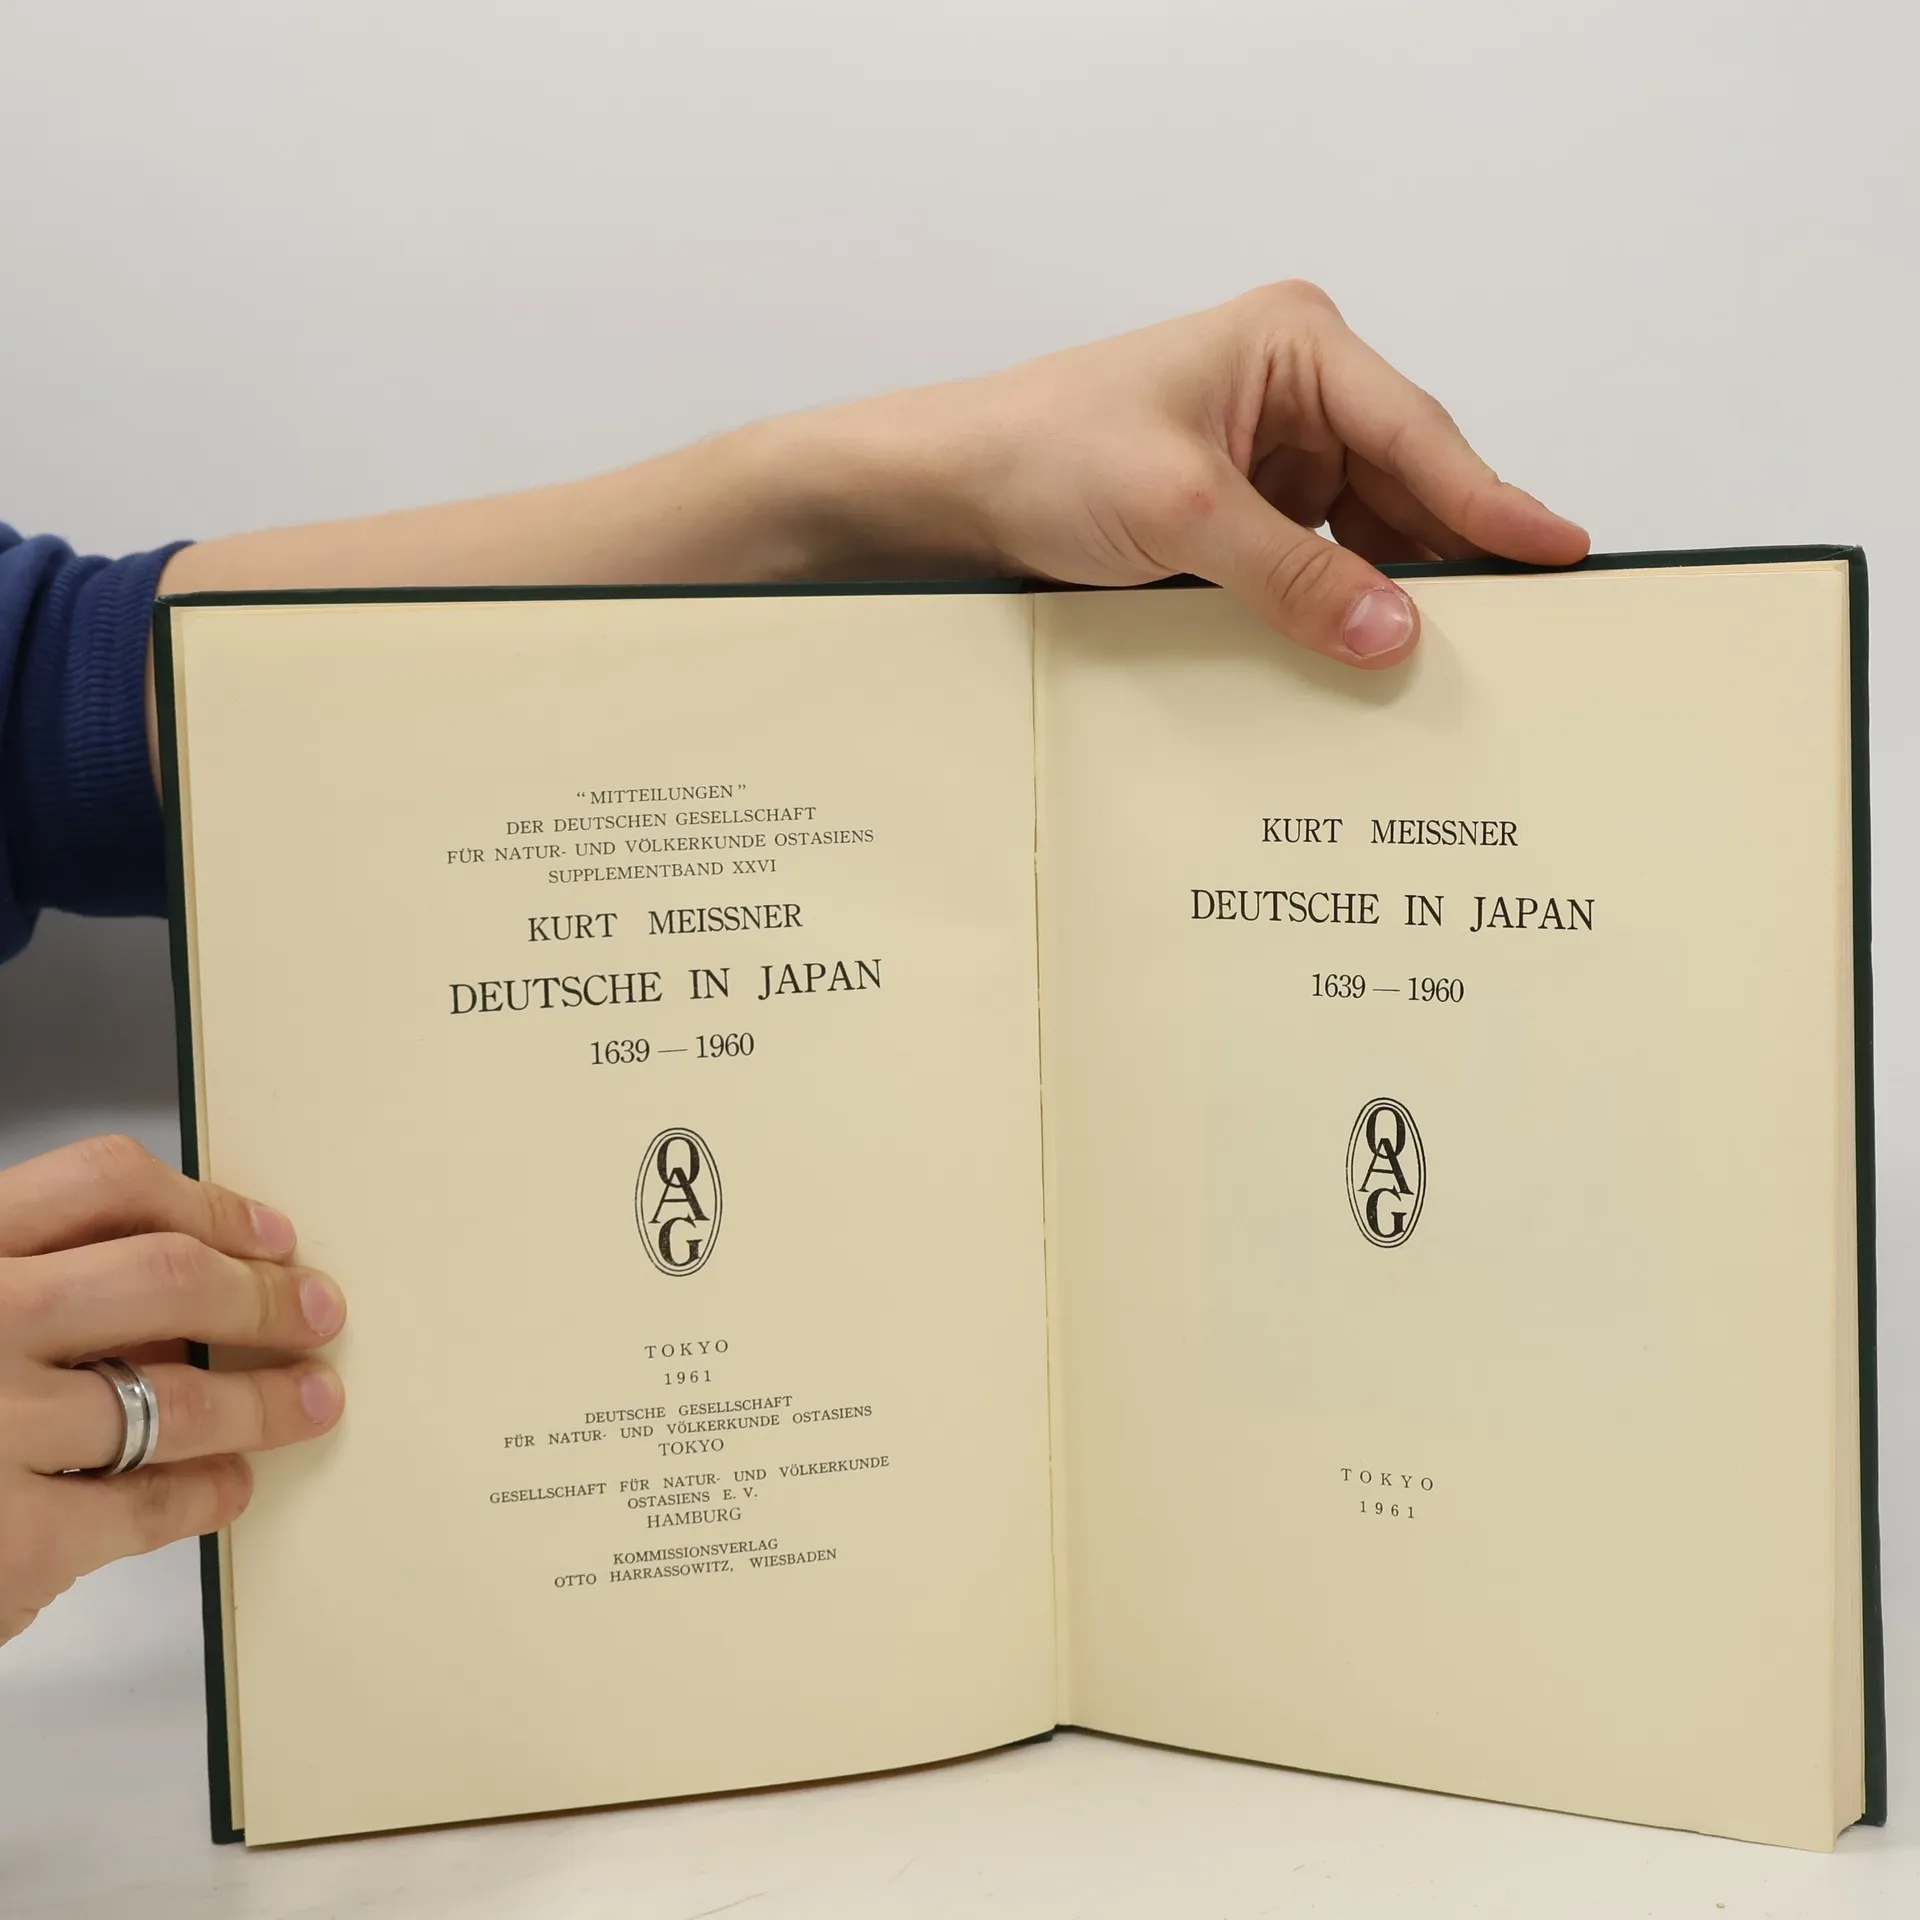 “MITTEILUNGEN”
DER DEUTSCHEN GESELLSCHAFT
FÜR NATUR- UND VÖLKERKUNDE OSTASIENS
SUPPLEMENTBAND XXVI
KURT MEISSNER
DEUTSCHE IN JAPAN
1639 — 1960
OAG
TOKYO
1961
DEUTSCHE GESELLSCHAFT
FÜR NATUR- UND VÖLKERKUNDE OSTASIENS
TOKYO
GESELLSCHAFT FÜR NATUR- UND VÖLKERKUNDE
OSTASIENS E. V.
HAMBURG
KOMMISSIONSVERLAG
OTTO HARRASSOWITZ, WIESBADEN
KURT MEISSNER
DEUTSCHE IN JAPAN
1639 — 1960
OAG
TOKYO
1961